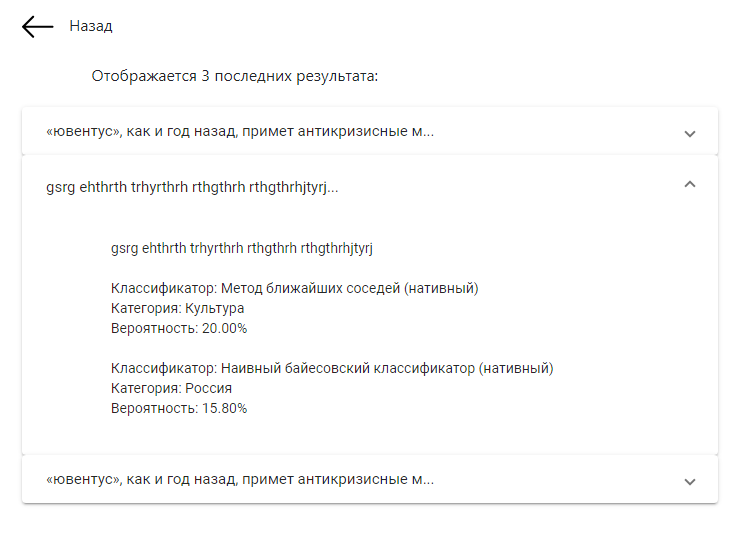 Назад
Отображается 3 последних результата:
«ювентус», как и год назад, примет антикризисные м...
gsrg ehthrth trhyrthrh rthgthrh rthgthrhjtyrj...
gsrg ehthrth trhyrthrh rthgthrh rthgthrhjtyrj
Классификатор: Метод ближайших соседей (нативный)
Категория: Культура
Вероятность: 20.00%
Классификатор: Наивный байесовский классификатор (нативный)
Категория: Россия
Вероятность: 15.80%
«ювентус», как и год назад, примет антикризисные м...